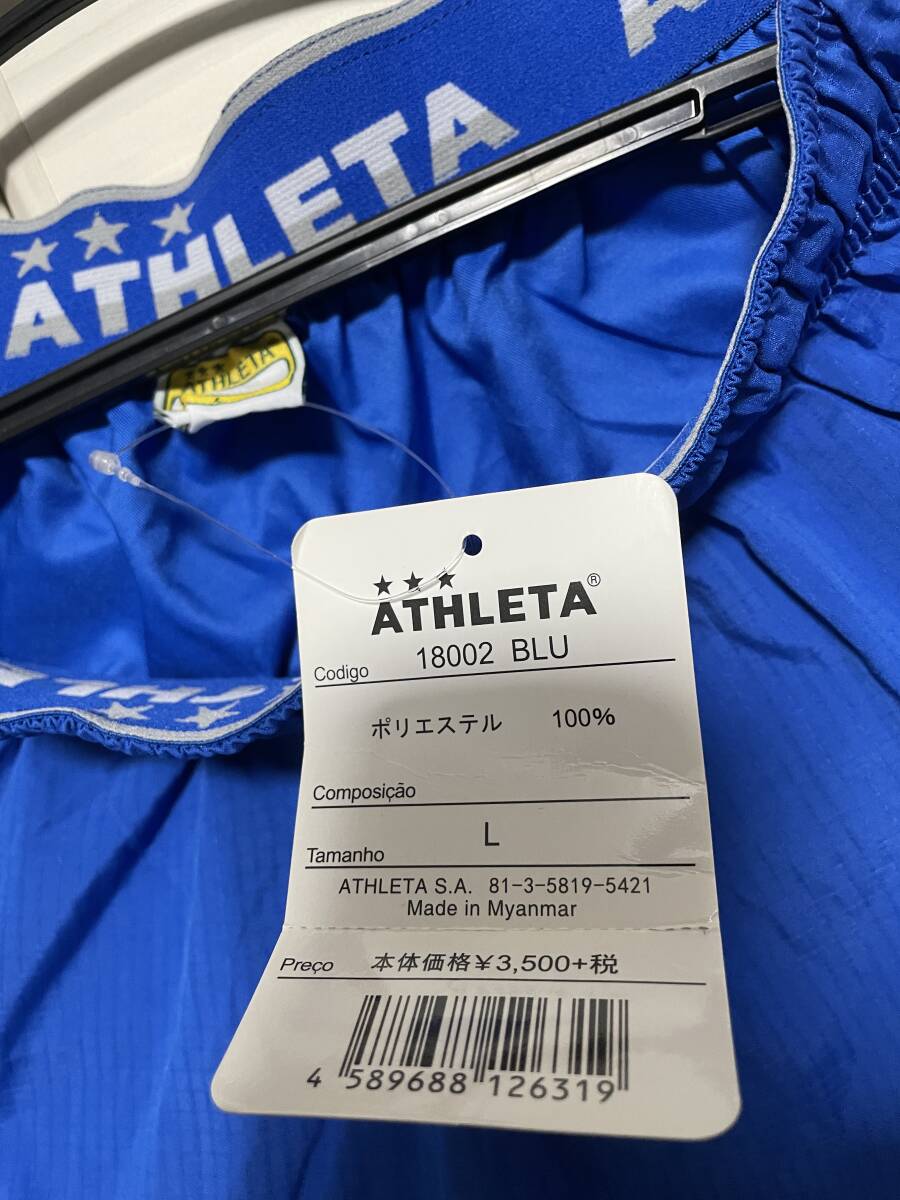 ATHLETA
A
ATHLETA
ATHLETA
ATHLETA®
Codigo 18002 BLU
ポリエステル 100%
Composição
Tamanho L
ATHLETA S.A. 81-3-5819-5421
Made in Myanmar
Preço 本体価格¥3,500+税
4 589688 126319